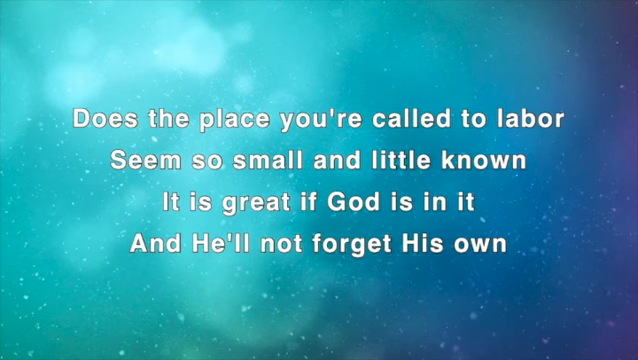 Does the place you're called to labor
Seem so small and little known
It is great if God is in it
And He'll not forget His own